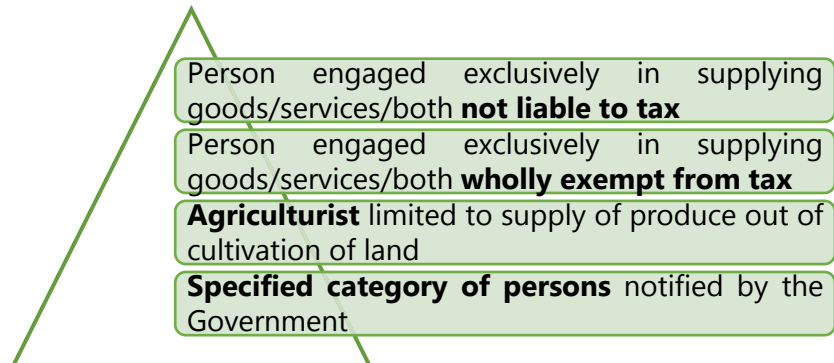 Person engaged exclusively in supplying
goods/services/both not liable to tax
Person engaged exclusively in supplying
goods/services/both wholly exempt from tax
Agriculturist limited to supply of produce out of
cultivation of land
Specified category of persons notified by the
Government